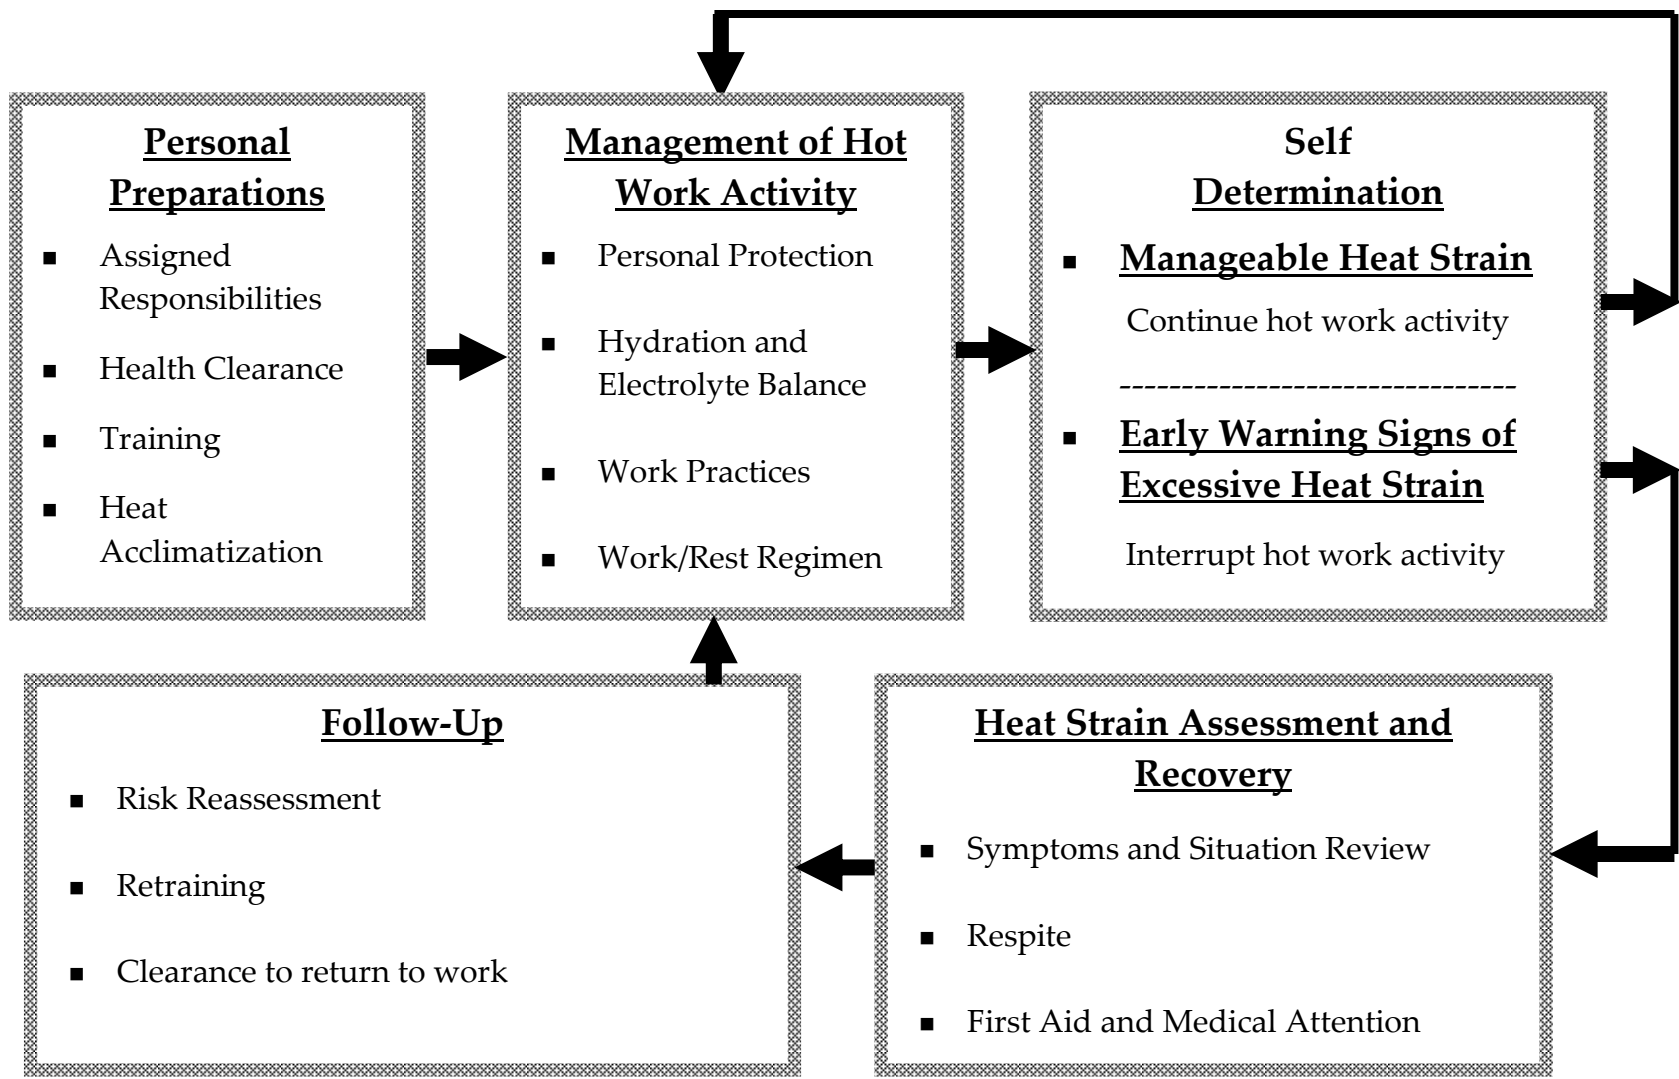 Personal
Preparations
▪ Assigned
Responsibilities
▪ Health Clearance
▪ Training
▪ Heat
Acclimatization
Management of Hot
Work Activity
▪ Personal Protection
▪ Hydration and
Electrolyte Balance
▪ Work Practices
▪ Work/Rest Regimen
Self
Determination
▪ Manageable Heat Strain
Continue hot work activity
--------------------------------
▪ Early Warning Signs of
Excessive Heat Strain
Interrupt hot work activity
Follow-Up
▪ Risk Reassessment
▪ Retraining
▪ Clearance to return to work
Heat Strain Assessment and
Recovery
▪ Symptoms and Situation Review
▪ Respite
▪ First Aid and Medical Attention